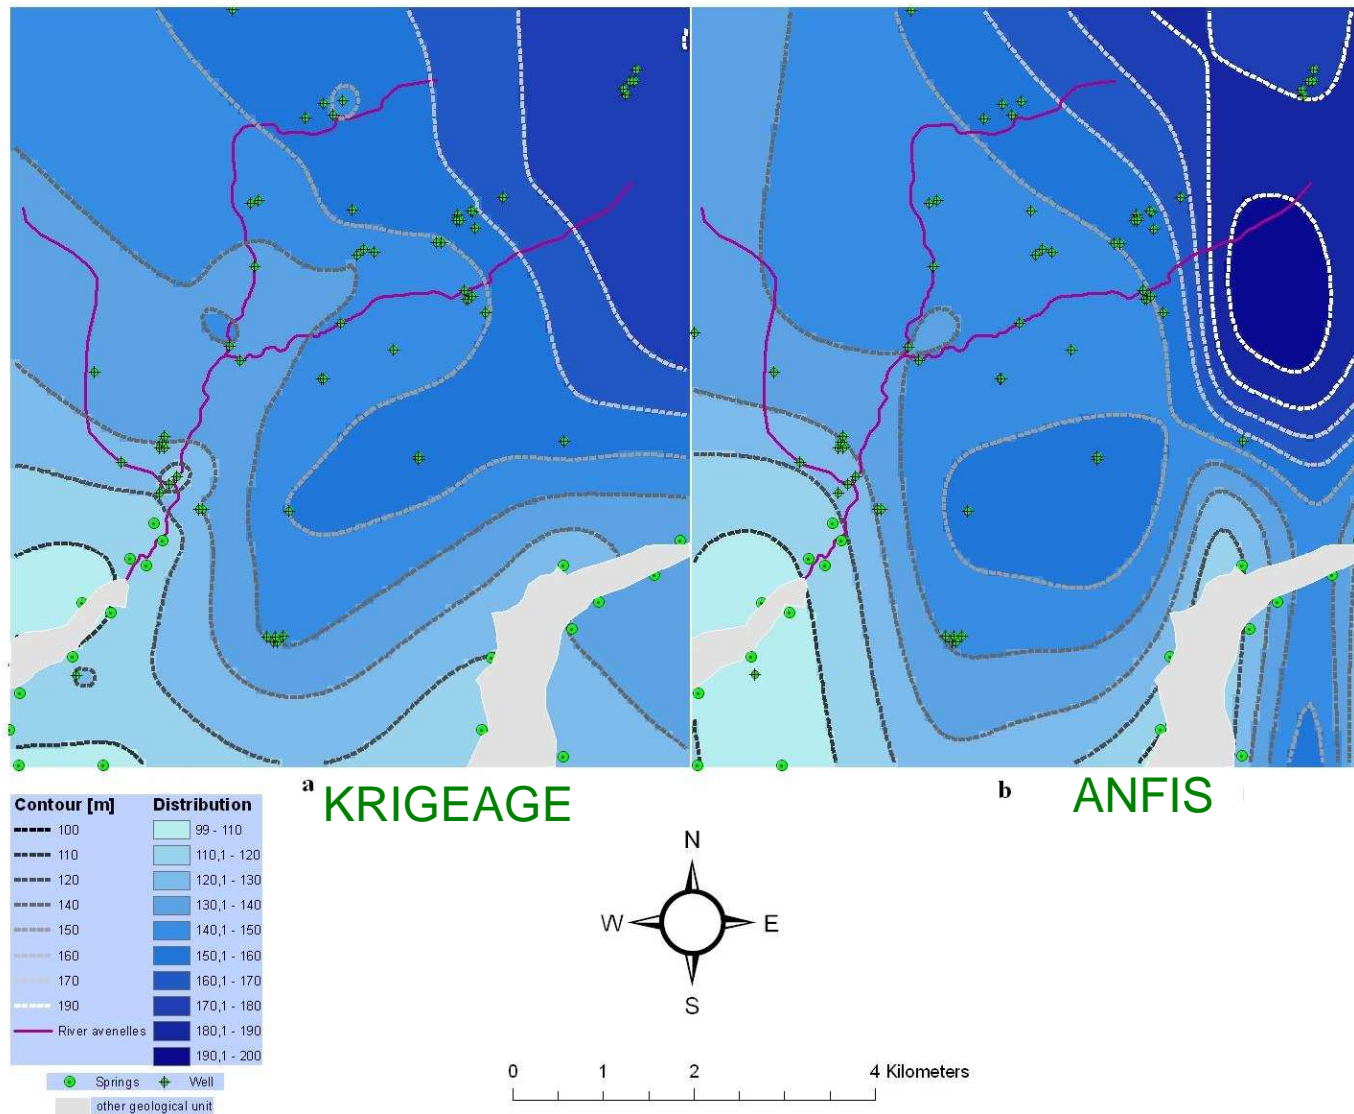 a KRIGEAGE
b ANFIS
Contour [m] Distribution
100 99 - 110
110 110,1 - 120
120 120,1 - 130
140 130,1 - 140
150 140,1 - 150
160 150,1 - 160
170 160,1 - 170
190 170,1 - 180
River avenelles 180,1 - 190
190,1 - 200
Springs Well
other geological unit
N
W E
S
0 1 2 4 Kilometers